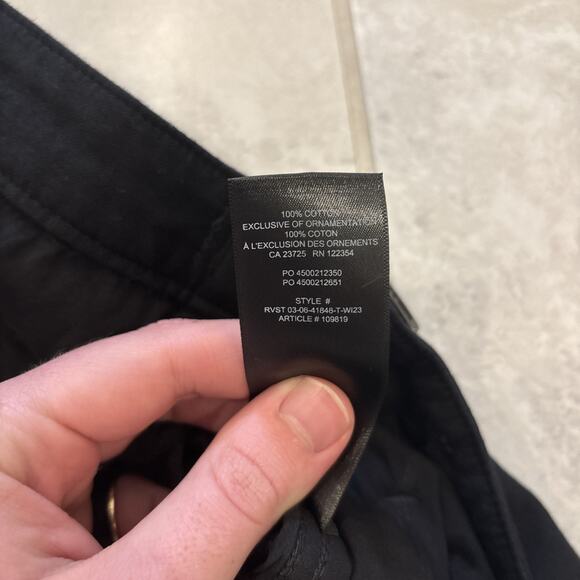 100% COTTON
EXCLUSIVE OF ORNAMENTATION
100% COTON
À L'EXCLUSION DES ORNEMENTS
CA 23725 RN 122354
PO 4500212350
PO 4500212651
STYLE #
RVST 03-06-41848-T-WI23
ARTICLE # 109819